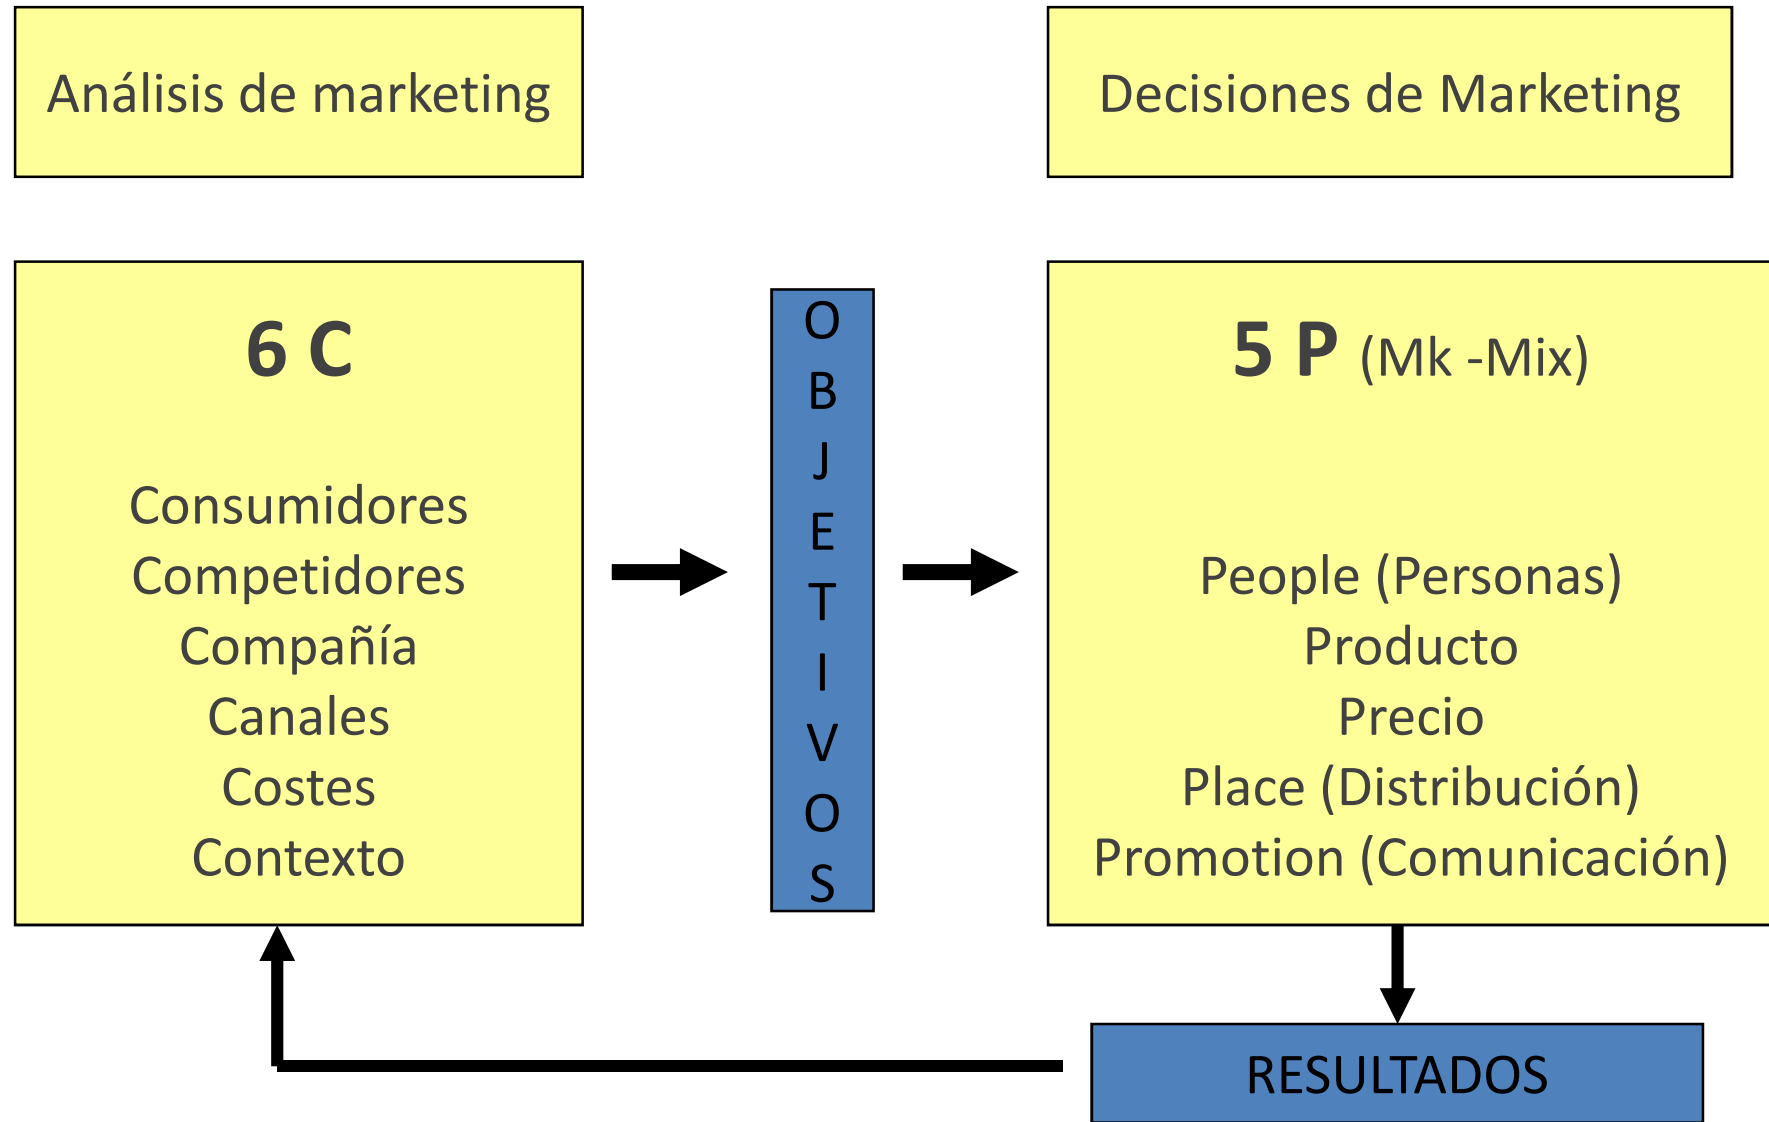 Análisis de marketing
Decisiones de Marketing
6 C
Consumidores
Competidores
Compañía
Canales
Costes
Contexto
O
B
J
E
T
I
V
O
S
5 P (Mk -Mix)
People (Personas)
Producto
Precio
Place (Distribución)
Promotion (Comunicación)
RESULTADOS